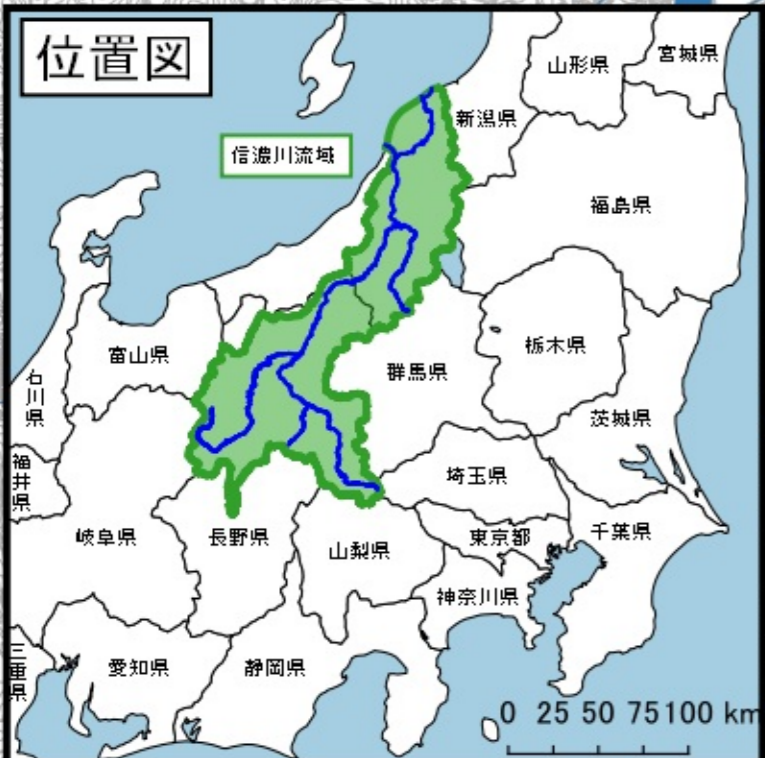 位置図
山形県
宮城県
新潟県
信濃川流域
福島県
富山県
栃木県
群馬県
石川県
茨城県
福井県
埼玉県
岐阜県
長野県
山梨県
東京都
千葉県
神奈川県
三重県
愛知県
静岡県
0 25 50 75 100 km